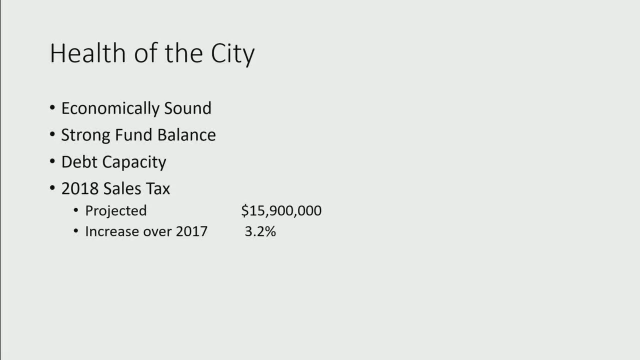 Health of the City
• Economically Sound
• Strong Fund Balance
• Debt Capacity
• 2018 Sales Tax
• Projected $15,900,000
• Increase over 2017 3.2%